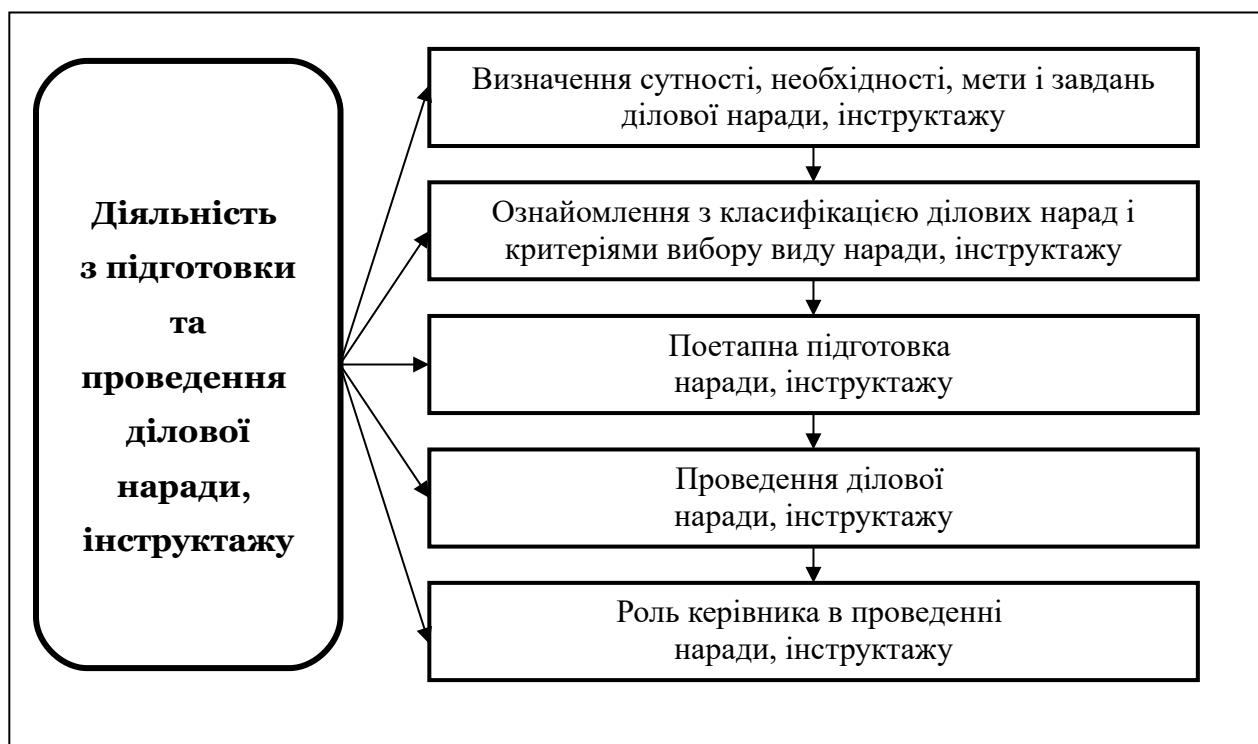 Діяльність
з підготовки
та
проведення
ділової
наради,
інструктажу
Визначення сутності, необхідності, мети і завдань
ділової наради, інструктажу
Ознайомлення з класифікацією ділових нарад і
критеріями вибору виду наради, інструктажу
Поетапна підготовка
наради, інструктажу
Проведення ділової
наради, інструктажу
Роль керівника в проведенні
наради, інструктажу